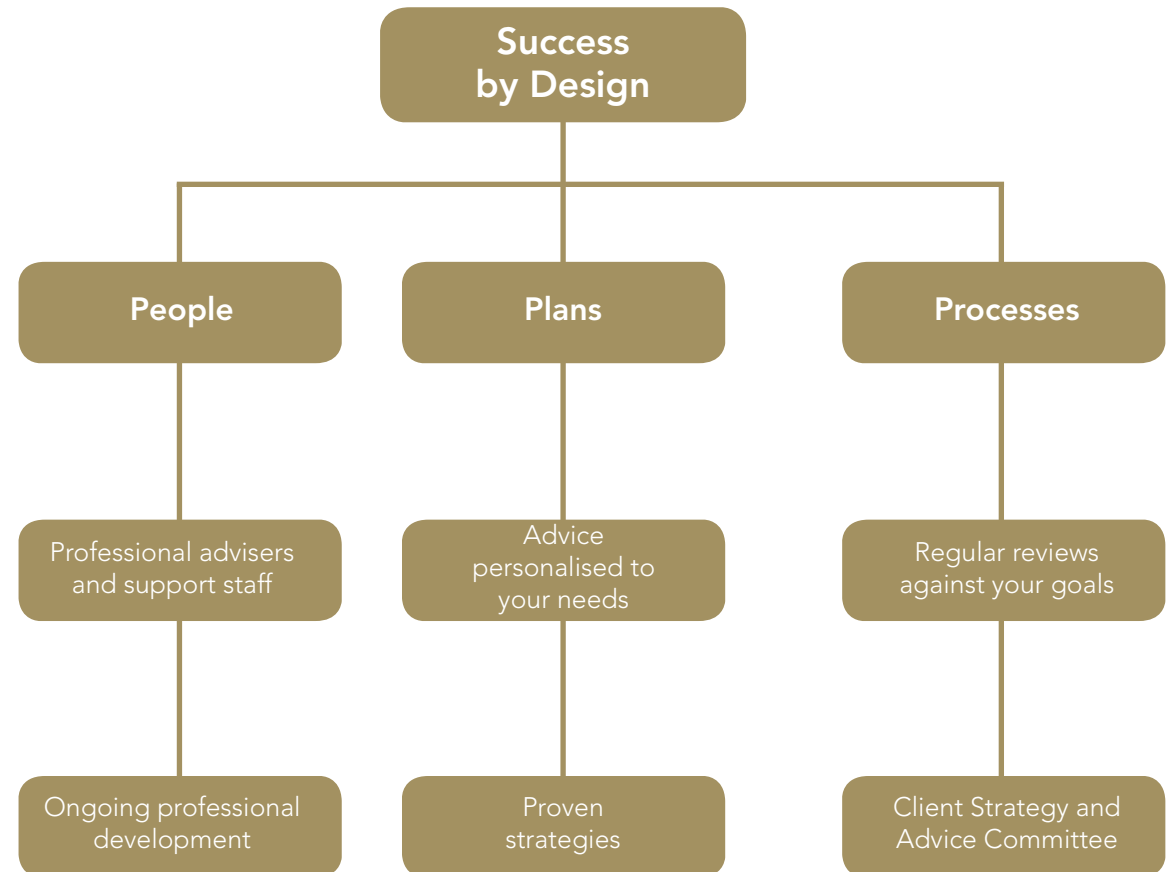 Success
by Design
People
Plans
Processes
Professional advisers
and support staff
Advice
personalised to
your needs
Regular reviews
against your goals
Ongoing professional
development
Proven
strategies
Client Strategy and
Advice Committee